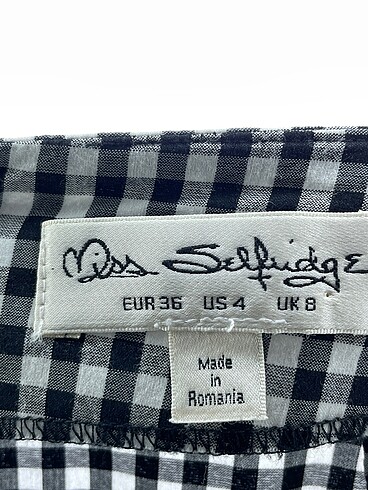 Miss Selfridge
EUR 36 US 4 UK 8
Made
in
Romania